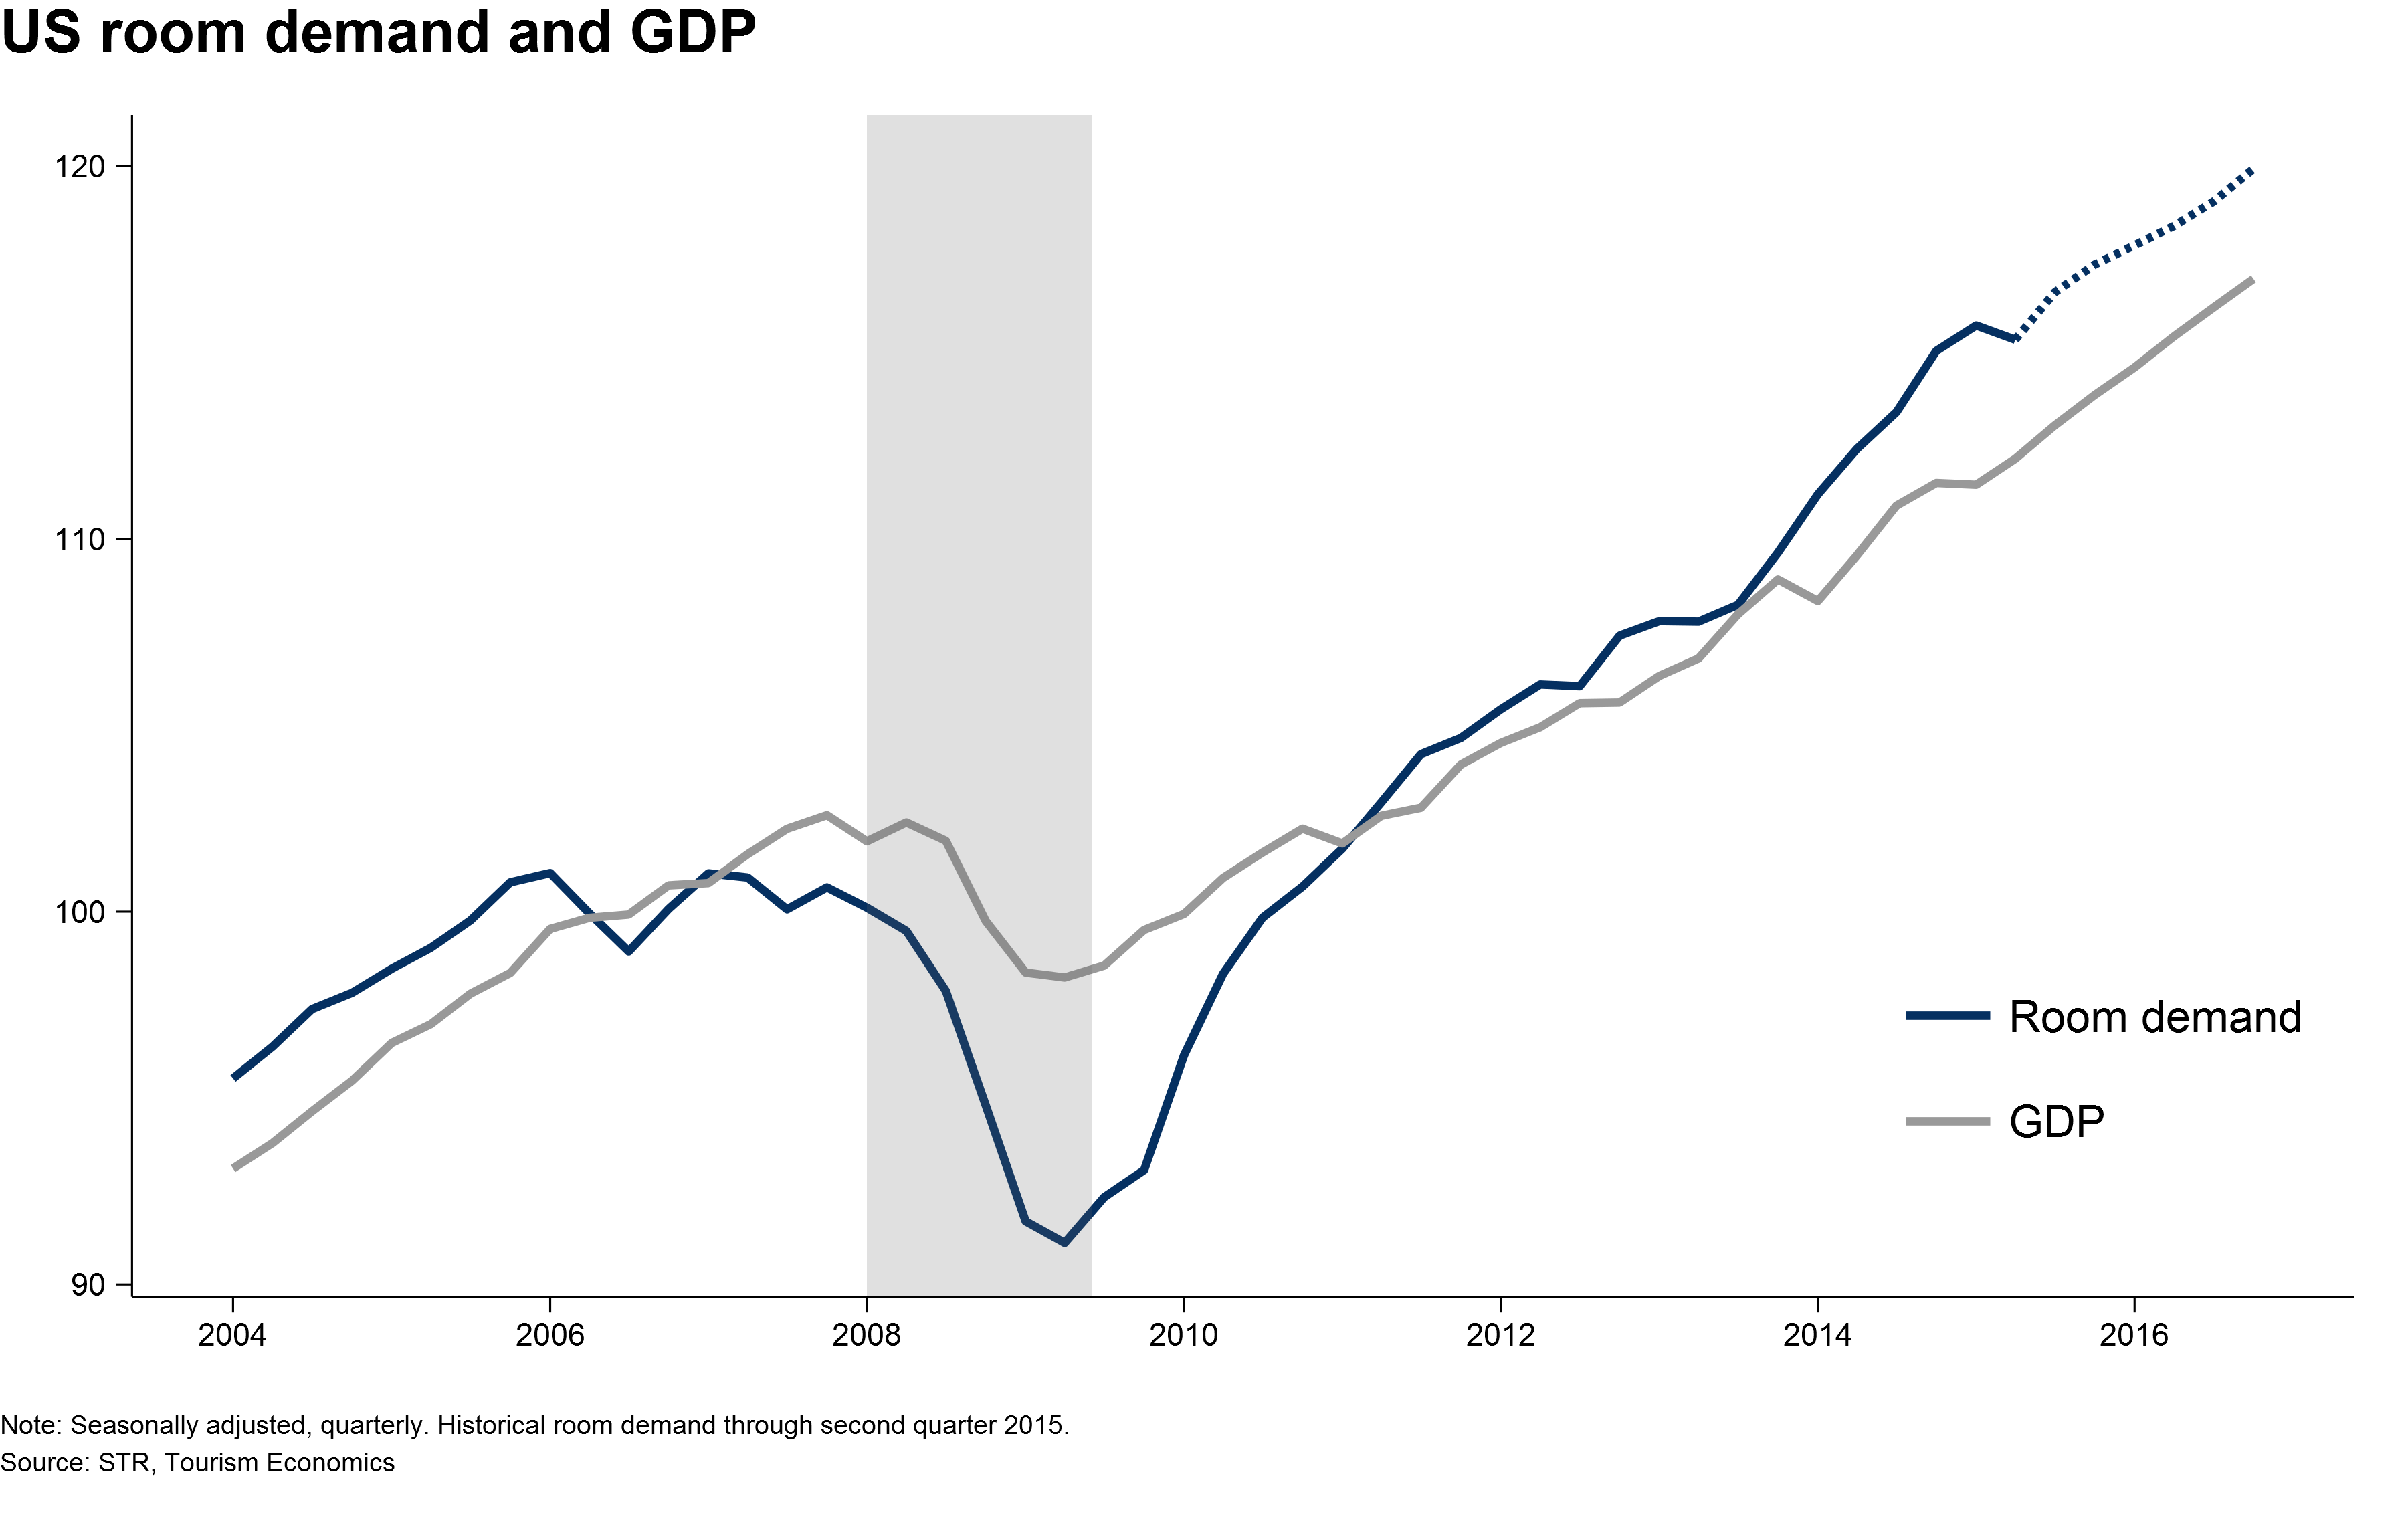 US room demand and GDP
120
110
100
90
2004 2006 2008 2010 2012 2014 2016
Room demand
GDP
Note: Seasonally adjusted, quarterly. Historical room demand through second quarter 2015.
Source: STR, Tourism Economics